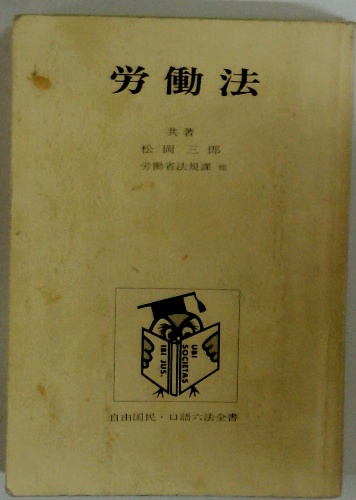 労働法
共著
松岡三郎
労働省法規課 他
UBI
SOCIETAS
IBI JUS.
自由国民・口語六法全書